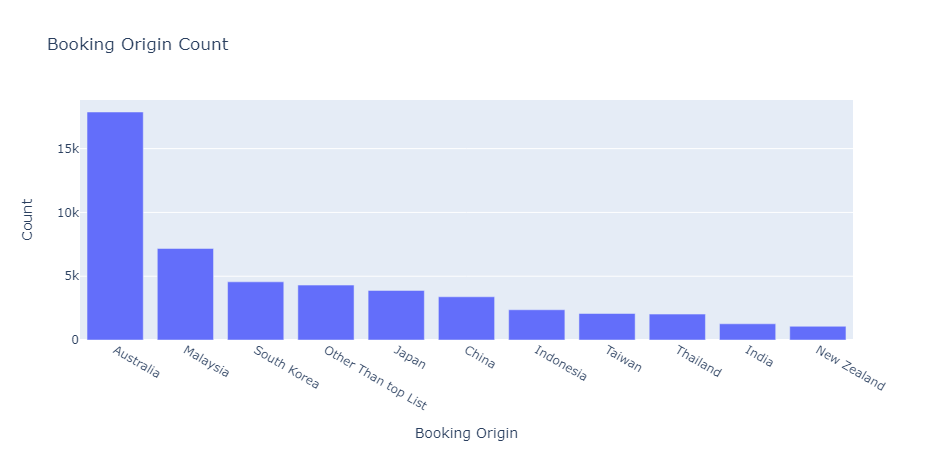 Booking Origin Count
Count
15k
10k
5k
0
Australia
Malaysia
South Korea
Other Than top List
Japan
China
Indonesia
Taiwan
Thailand
India
New Zealand
Booking Origin